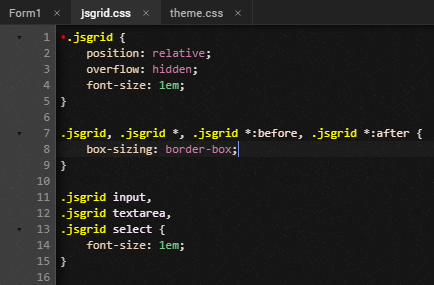 Form1 × jsgrid.css × theme.css ×
1 •.jsgrid {
2 position: relative;
3 overflow: hidden;
4 font-size: 1em;
5 }
6
7 .jsgrid, .jsgrid *, .jsgrid *:before, .jsgrid *:after {
8 box-sizing: border-box;
9 }
10
11 .jsgrid input,
12 .jsgrid textarea,
13 .jsgrid select {
14 font-size: 1em;
15 }
16